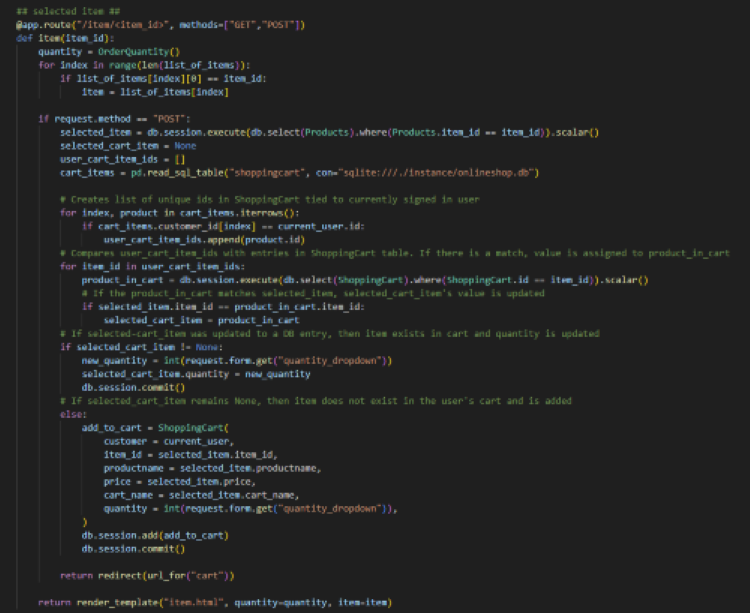 ## selected item ##
@app.route("/item/<item_id>", methods=["GET","POST"])
def item(item_id):
    quantity = OrderQuantity()
    for index in range(len(list_of_items)):
        if list_of_items[index][0] == item_id:
            item = list_of_items[index]
    if request.method == "POST":
        selected_item = db.session.execute(db.select(Products).where(Products.item_id == item_id)).scalar()
        selected_cart_item = None
        user_cart_item_ids = []
        cart_items = pd.read_sql_table("shoppingcart", con="sqlite:///./instance/onlineshop.db")
        # Creates list of unique ids in ShoppingCart tied to currently signed in user
        for index, product in cart_items.iterrows():
            if cart_items.customer_id[index] == current_user.id:
                user_cart_item_ids.append(product.id)
        # Compares user_cart_item_ids with entries in ShoppingCart table. If there is a match, value is assigned to product_in_cart
        for item_id in user_cart_item_ids:
            product_in_cart = db.session.execute(db.select(ShoppingCart).where(ShoppingCart.id == item_id)).scalar()
            # If the product_in_cart matches selected_item, selected_cart_item's value is updated
            if selected_item.item_id == product_in_cart.item_id:
                selected_cart_item = product_in_cart
        # If selected-cart_item was updated to a DB entry, then item exists in cart and quantity is updated
        if selected_cart_item != None:
            new_quantity = int(request.form.get("quantity_dropdown"))
            selected_cart_item.quantity = new_quantity
            db.session.commit()
        # If selected_cart_item remains None, then item does not exist in the user's cart and is added
        else:
            add_to_cart = ShoppingCart(
                customer = current_user,
                item_id = selected_item.item_id,
                productname = selected_item.productname,
                price = selected_item.price,
                cart_name = selected_item.cart_name,
                quantity = int(request.form.get("quantity_dropdown")),
            )
            db.session.add(add_to_cart)
            db.session.commit()
        return redirect(url_for("cart"))
    return render_template("item.html", quantity=quantity, item=item)